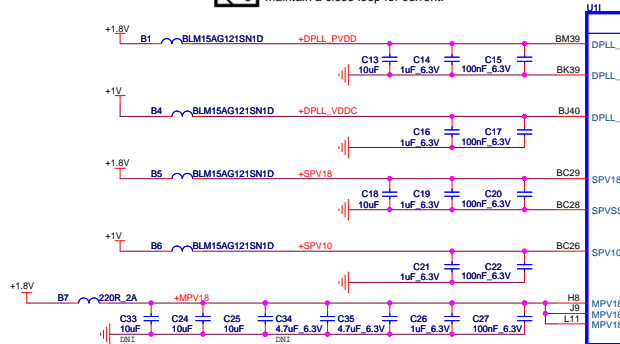 maintain a close loop for current.
U1I
+1.8V
B1 BLM15AG121SN1D +DPLL_PVDD BM39 DPLL_
C13 C14 C15
10uF 1uF_6.3V 100nF_6.3V BK39 DPLL_
+1V
B4 BLM15AG121SN1D +DPLL_VDDC BJ40 DPLL_
C16 C17
1uF_6.3V 100nF_6.3V
+1.8V
B5 BLM15AG121SN1D +SPV18 BC29 SPV18
C18 C19 C20
10uF 1uF_6.3V 100nF_6.3V BC28 SPVSS
+1V
B6 BLM15AG121SN1D +SPV10 BC26 SPV10
C21 C22
1uF_6.3V 100nF_6.3V
+1.8V
B7 220R_2A +MPV18 H8 MPV18
J9 MPV18
L11 MPV18
C33 C24 C25 C34 C35 C26 C27
10uF 10uF 10uF 4.7uF_6.3V 4.7uF_6.3V 1uF_6.3V 100nF_6.3V
DNI DNI